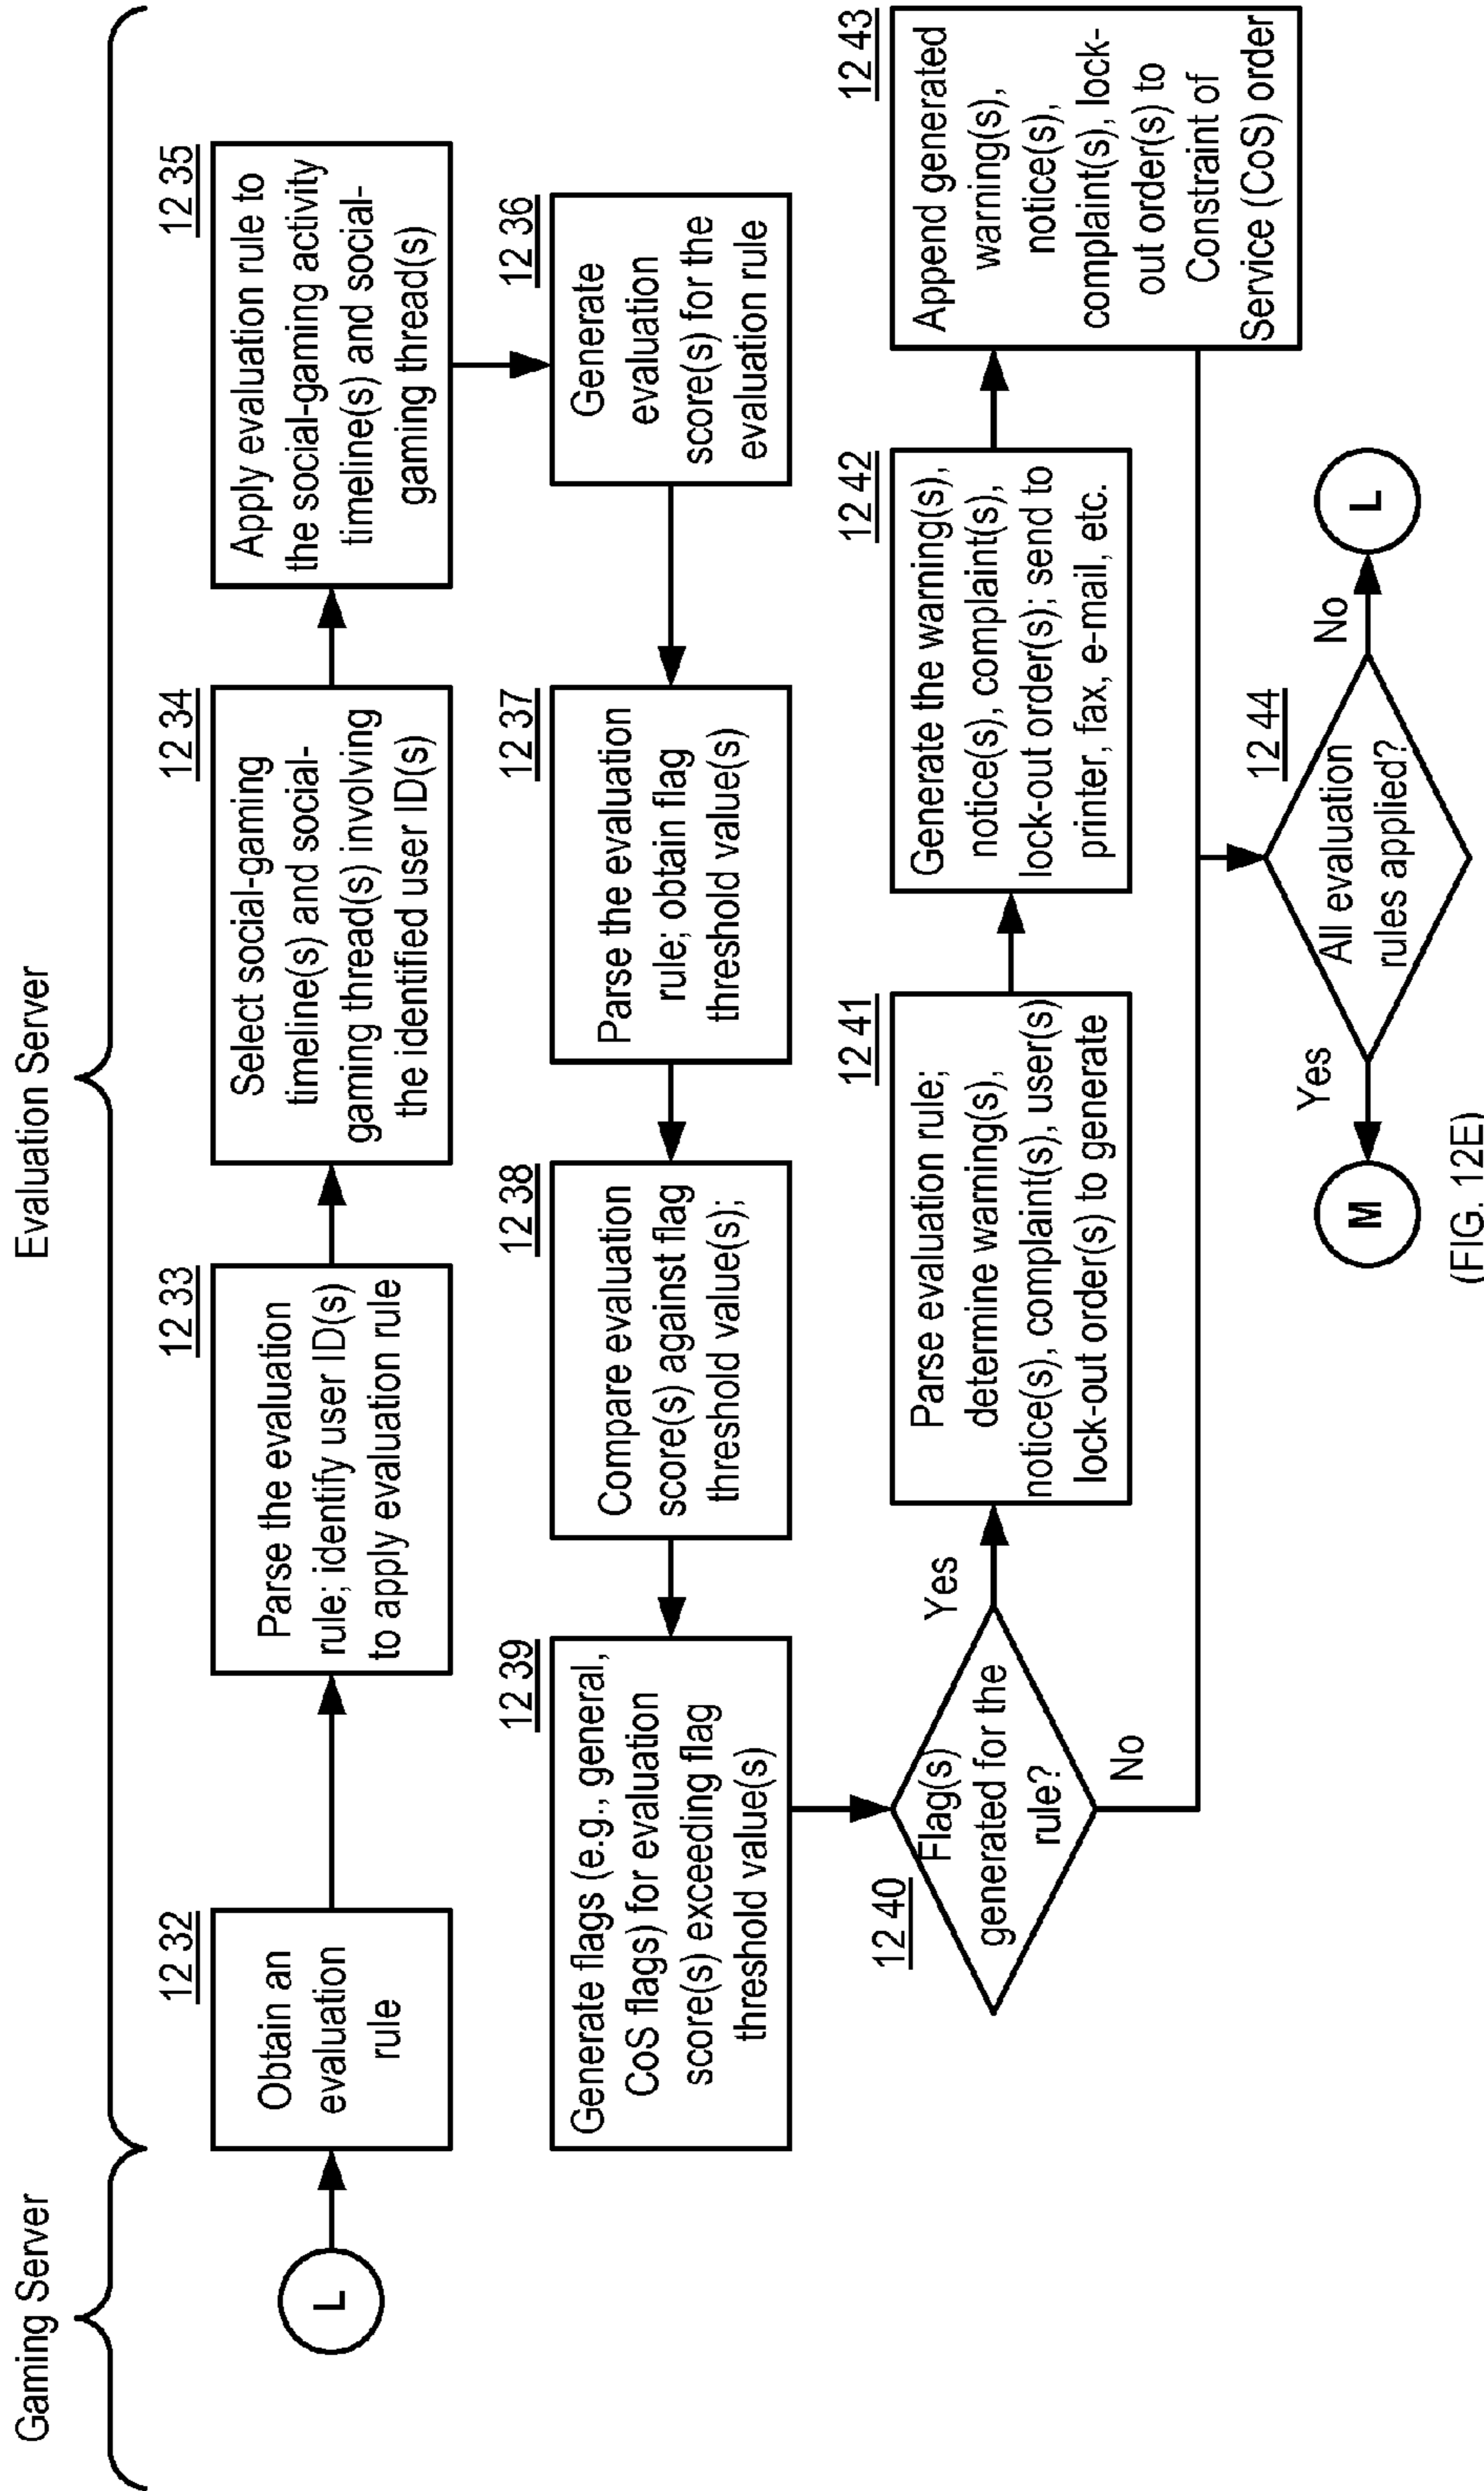 Gaming Server
Evaluation Server
L
12 32
Obtain an
evaluation
rule
12 33
Parse the evaluation
rule; identify user ID(s)
to apply evaluation rule
12 34
Select social-gaming
timeline(s) and social-
gaming thread(s) involving
the identified user ID(s)
12 35
Apply evaluation rule to
the social-gaming activity
timeline(s) and social-
gaming thread(s)
12 36
Generate
evaluation
score(s) for the
evaluation rule
12 37
Parse the evaluation
rule; obtain flag
threshold value(s)
12 38
Compare evaluation
score(s) against flag
threshold value(s);
12 39
Generate flags (e.g., general,
CoS flags) for evaluation
score(s) exceeding flag
threshold value(s)
12 40
Flag(s)
generated for the
rule?
Yes
No
12 41
Parse evaluation rule;
determine warning(s),
notice(s), complaint(s), user(s)
lock-out order(s) to generate
12 42
Generate the warning(s),
notice(s), complaint(s),
lock-out order(s); send to
printer, fax, e-mail, etc.
12 43
Append generated
warning(s),
notice(s),
complaint(s), lock-
out order(s) to
Constraint of
Service (CoS) order
12 44
All evaluation
rules applied?
Yes
No
M
(FIG. 12E)
L